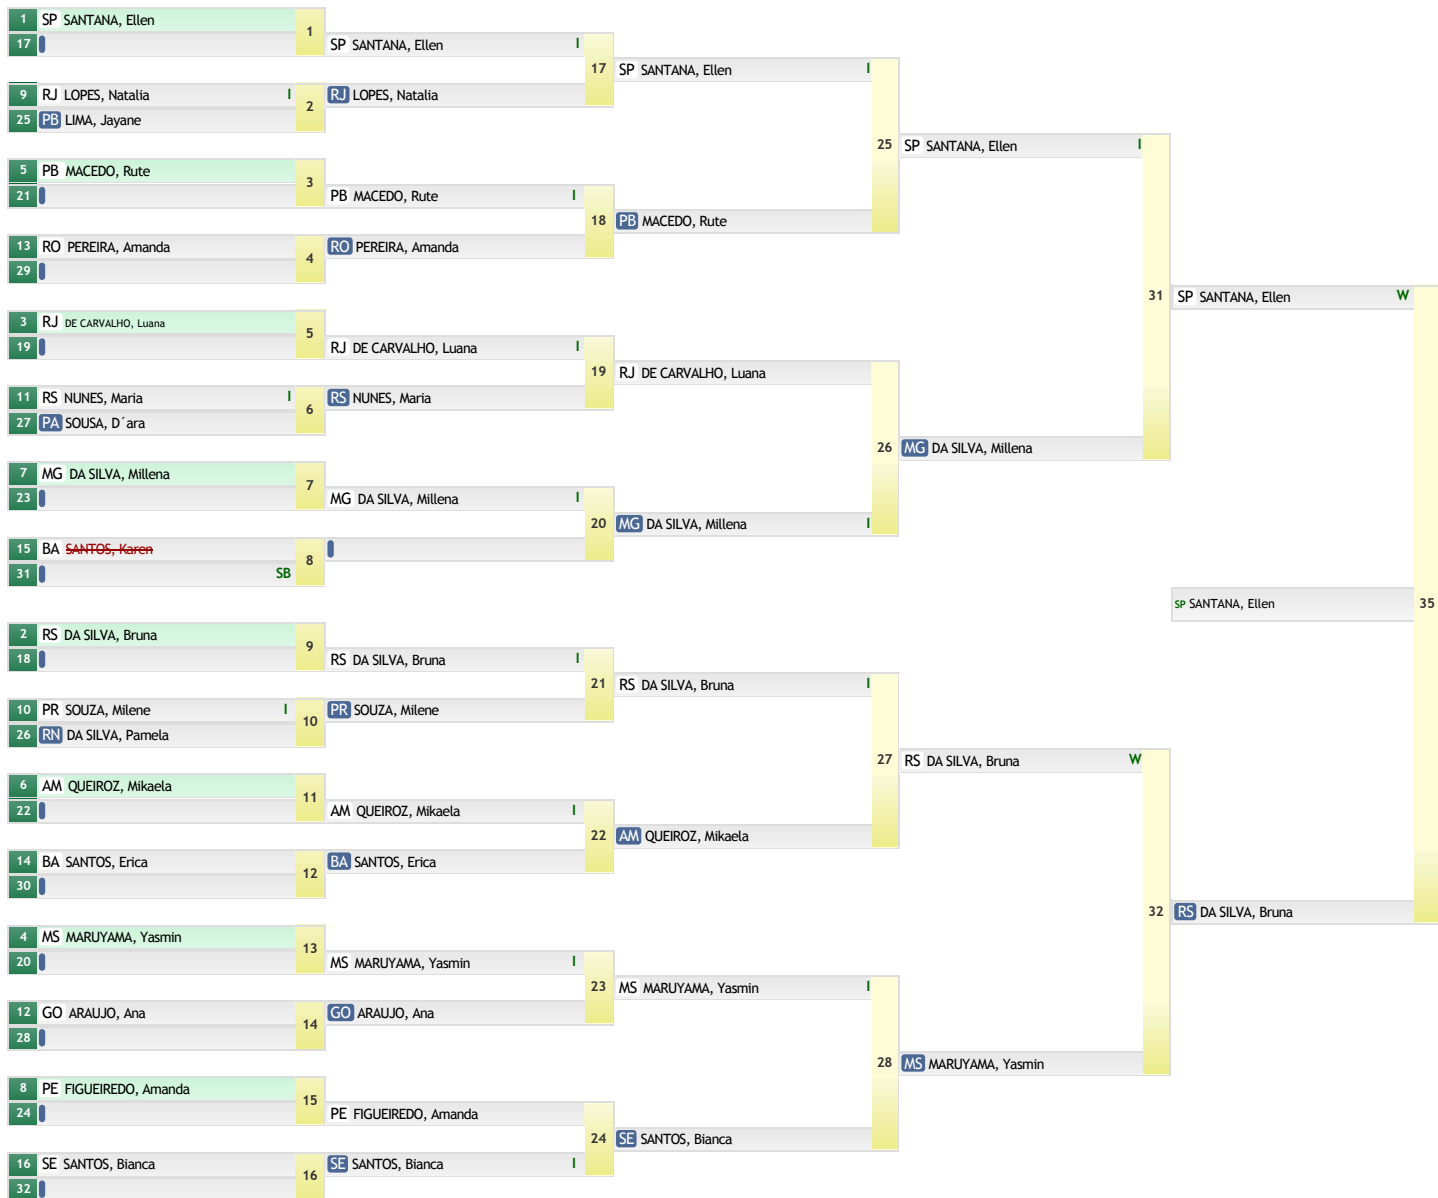 1 SP SANTANA, Ellen
17
1
SP SANTANA, Ellen I
9 RJ LOPES, Natalia I
25 PB LIMA, Jayane
2
RJ LOPES, Natalia
17
SP SANTANA, Ellen I
5 PB MACEDO, Rute
21
3
PB MACEDO, Rute I
13 RO PEREIRA, Amanda
29
4
RO PEREIRA, Amanda
18
PB MACEDO, Rute
25
SP SANTANA, Ellen I
3 RJ DE CARVALHO, Luana
19
5
RJ DE CARVALHO, Luana I
11 RS NUNES, Maria I
27 PA SOUSA, D´ara
6
RS NUNES, Maria
19
RJ DE CARVALHO, Luana
7 MG DA SILVA, Millena
23
7
MG DA SILVA, Millena I
15 BA SANTOS, Karen
31 SB
8
20
MG DA SILVA, Millena I
26
MG DA SILVA, Millena
31
SP SANTANA, Ellen W
2 RS DA SILVA, Bruna
18
9
RS DA SILVA, Bruna I
10 PR SOUZA, Milene I
26 RN DA SILVA, Pamela
10
PR SOUZA, Milene
21
RS DA SILVA, Bruna I
6 AM QUEIROZ, Mikaela
22
11
AM QUEIROZ, Mikaela I
14 BA SANTOS, Erica
30
12
BA SANTOS, Erica
22
AM QUEIROZ, Mikaela
27
RS DA SILVA, Bruna W
4 MS MARUYAMA, Yasmin
20
13
MS MARUYAMA, Yasmin I
12 GO ARAUJO, Ana
28
14
GO ARAUJO, Ana
23
MS MARUYAMA, Yasmin I
8 PE FIGUEIREDO, Amanda
24
15
PE FIGUEIREDO, Amanda
16 SE SANTOS, Bianca
32
16
SE SANTOS, Bianca I
24
SE SANTOS, Bianca
28
MS MARUYAMA, Yasmin
32
RS DA SILVA, Bruna
35
SP SANTANA, Ellen